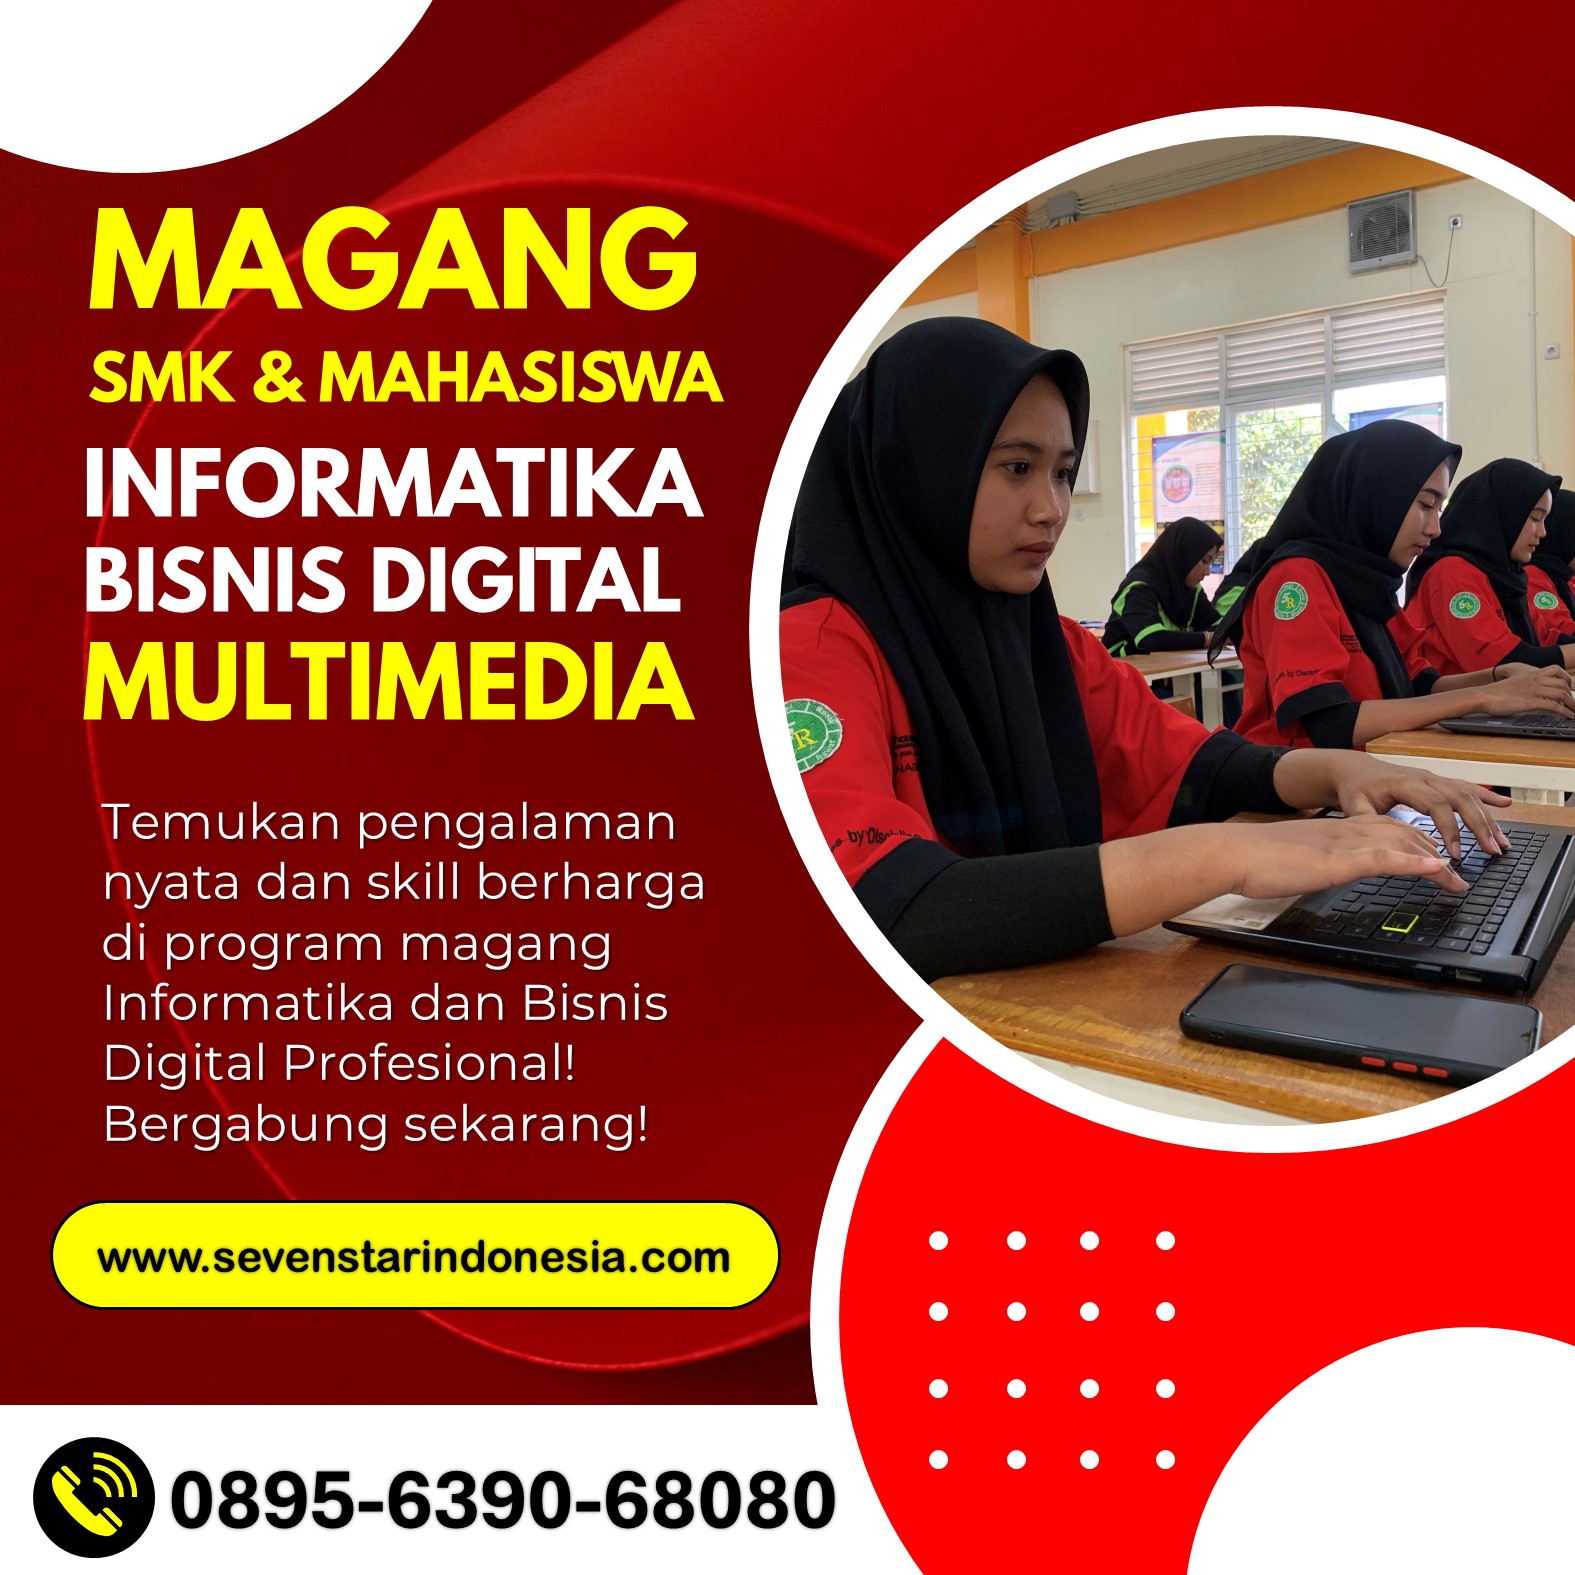 MAGANG
SMK & MAHASISWA
INFORMATIKA
BISNIS DIGITAL
MULTIMEDIA
Temukan pengalaman
nyata dan skill berharga
di program magang
Informatika dan Bisnis
Digital Profesional!
Bergabung sekarang!
www.sevenstarindonesia.com
0895-6390-68080